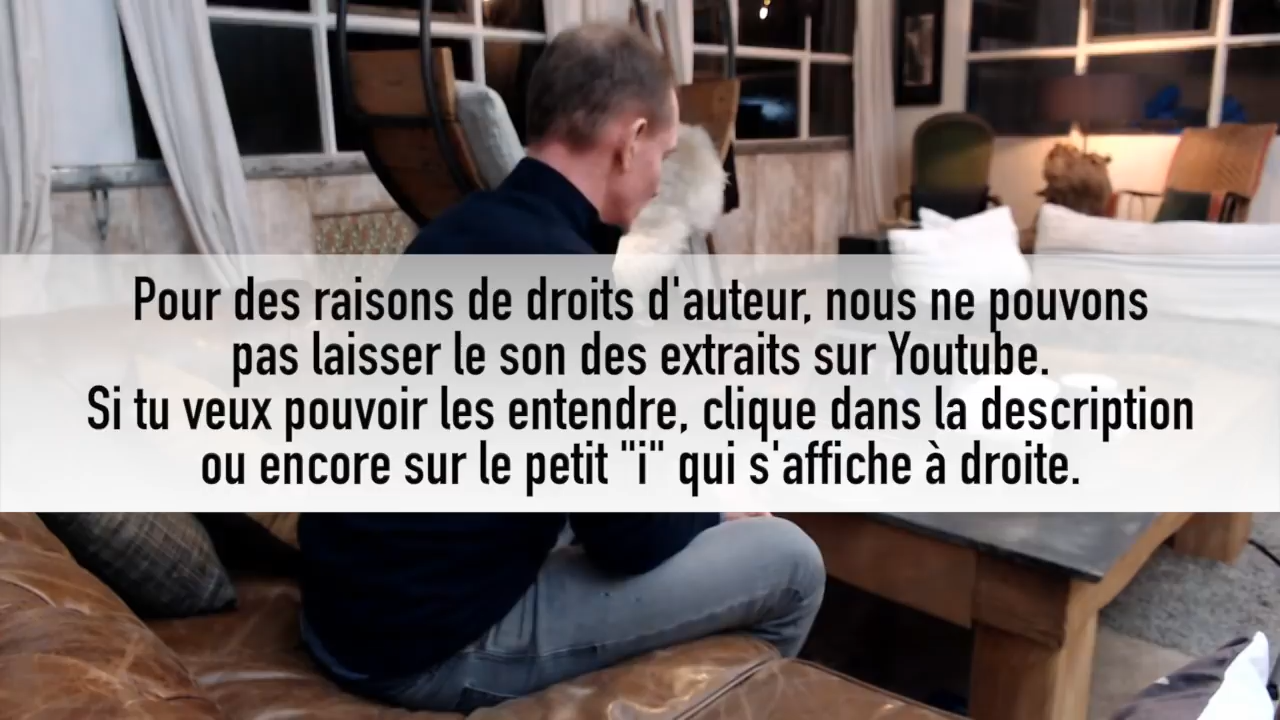 Pour des raisons de droits d'auteur, nous ne pouvons
pas laisser le son des extraits sur Youtube.
Si tu veux pouvoir les entendre, clique dans la description
ou encore sur le petit "i" qui s'affiche à droite.